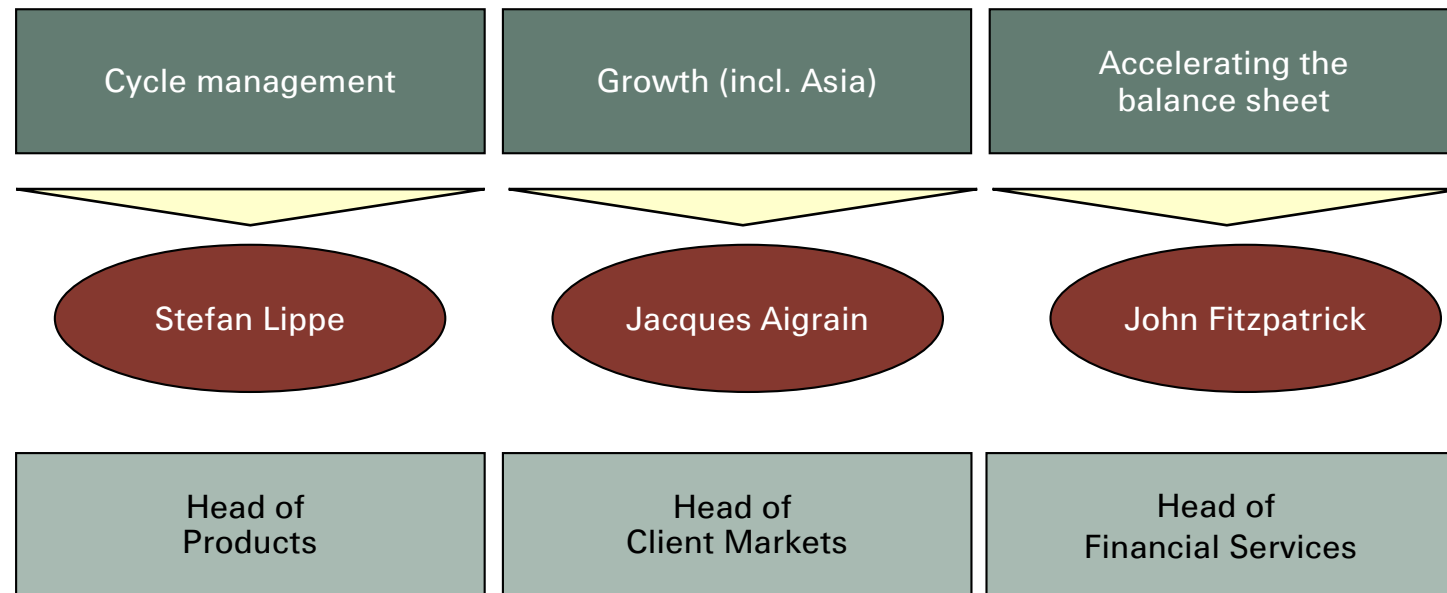 Cycle management
Growth (incl. Asia)
Accelerating the
balance sheet
Stefan Lippe
Jacques Aigrain
John Fitzpatrick
Head of
Products
Head of
Client Markets
Head of
Financial Services